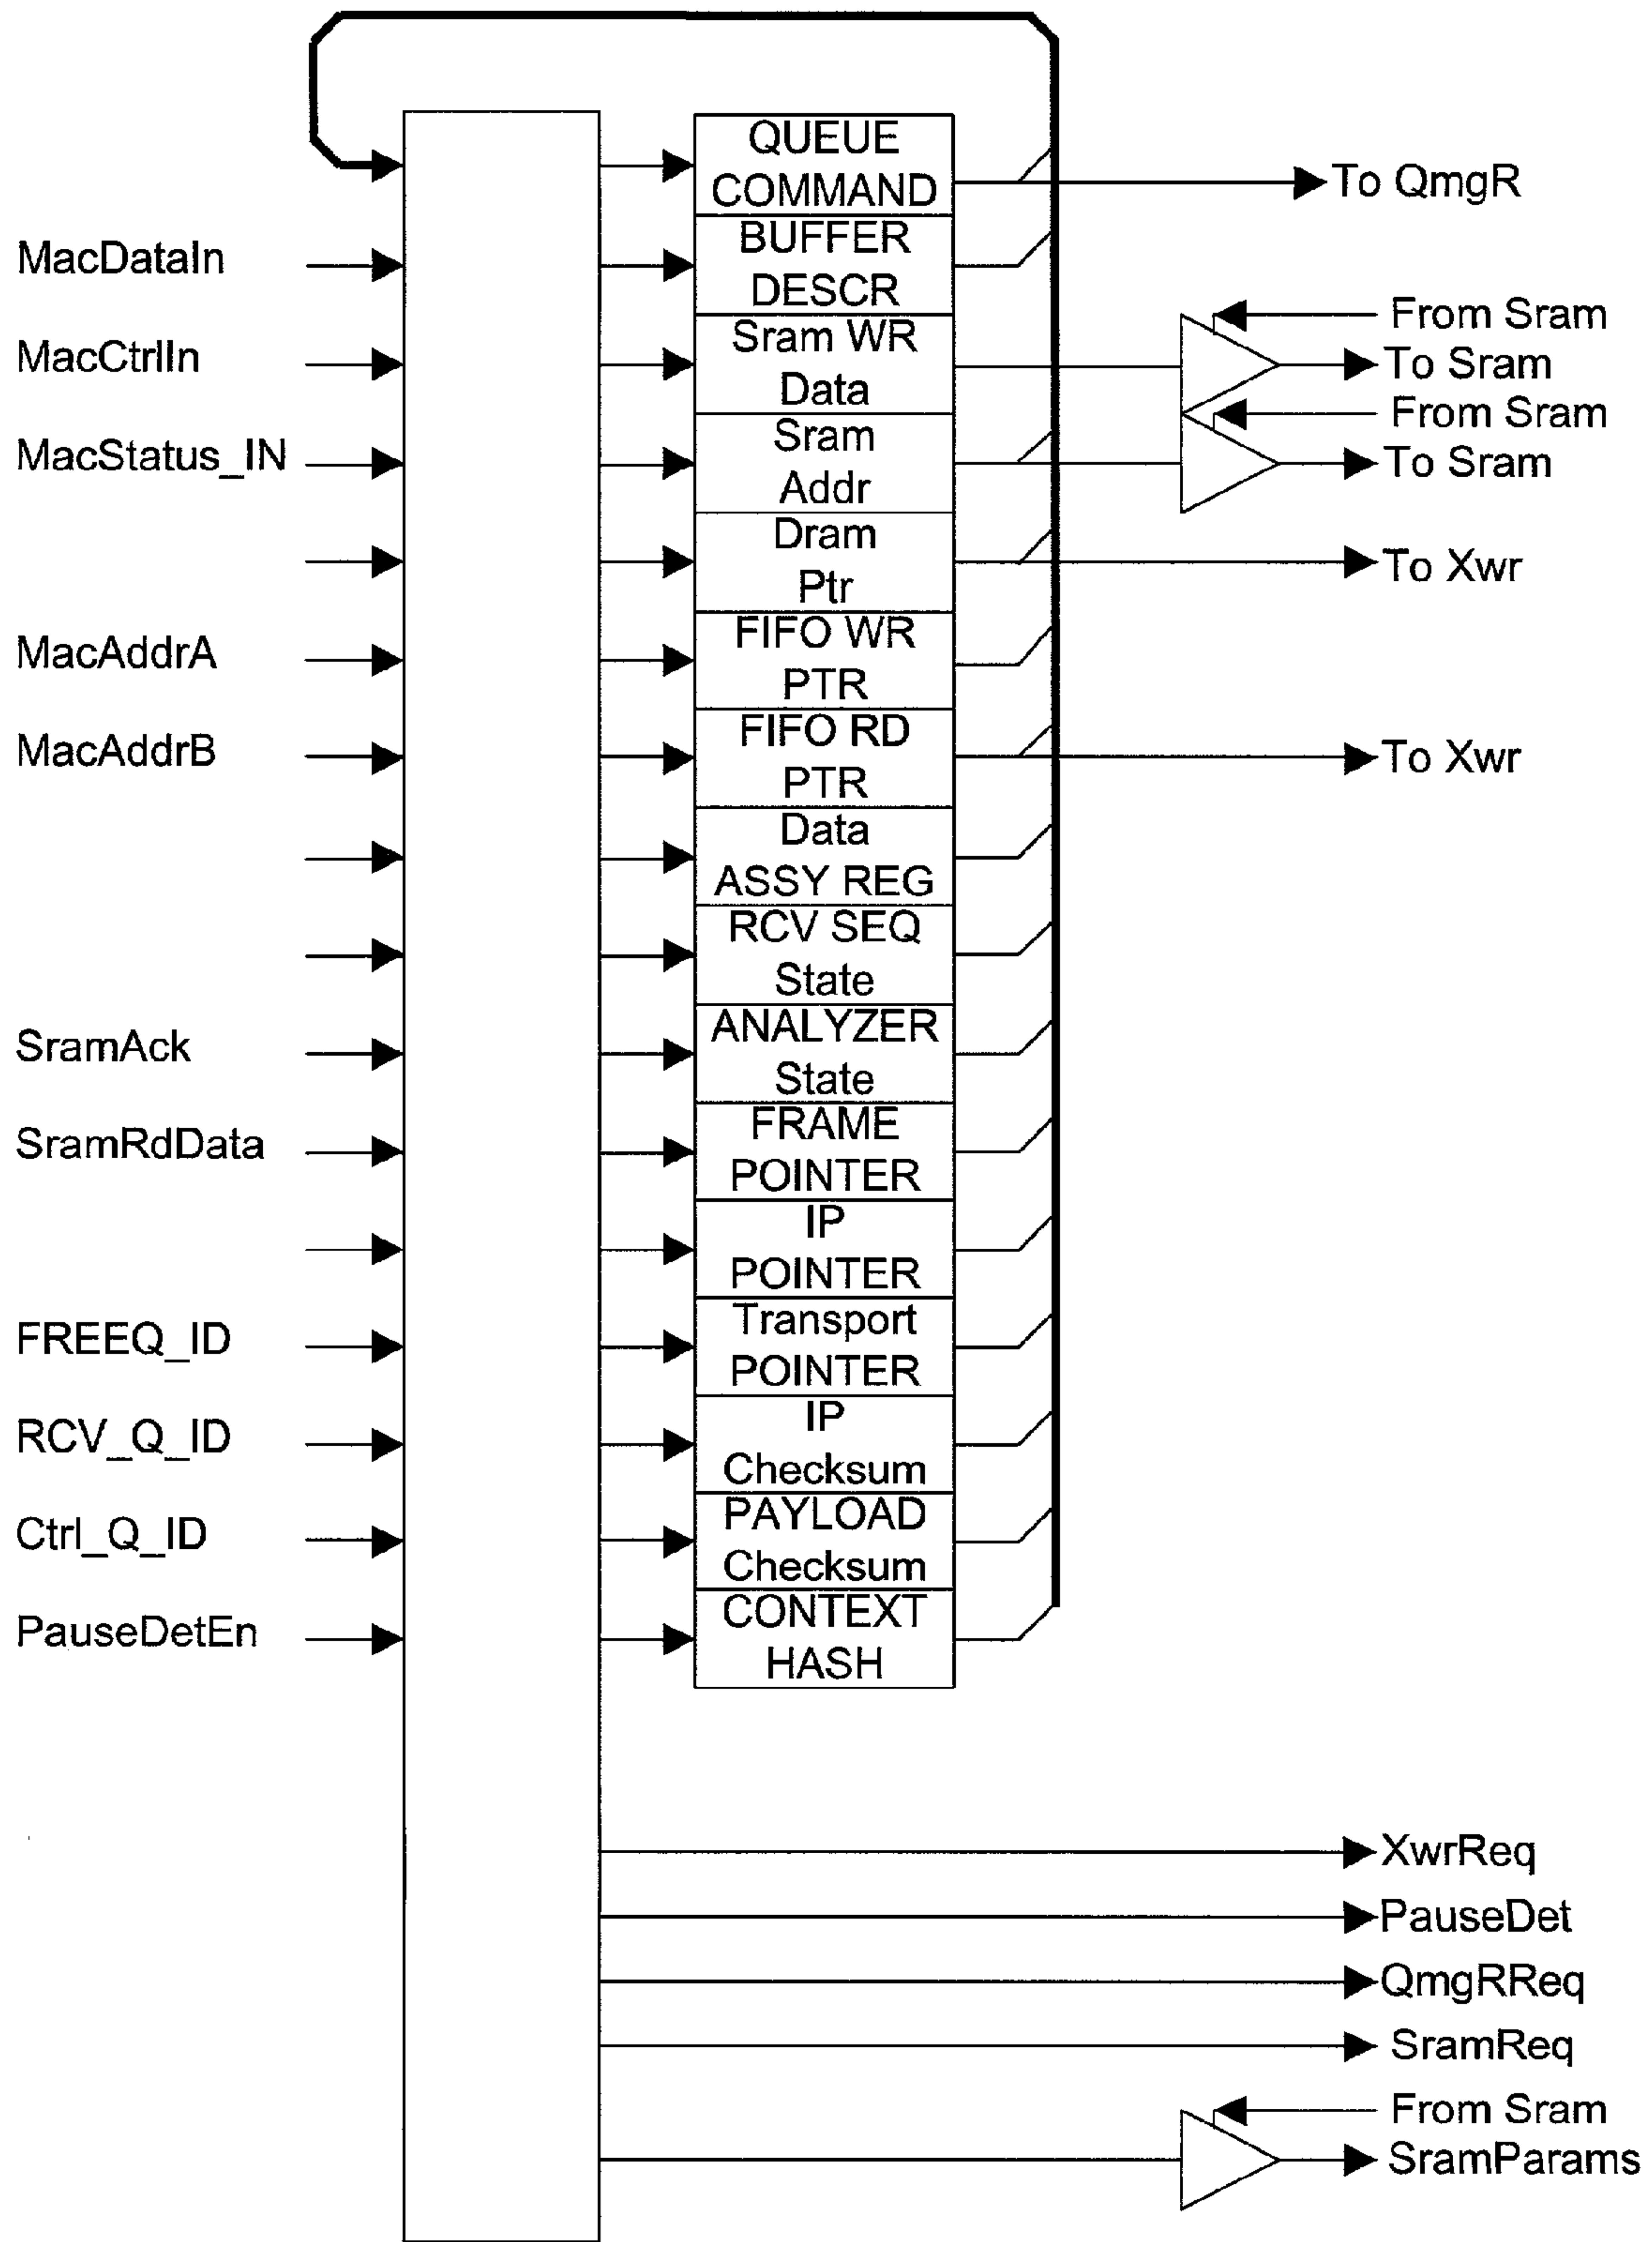 MacDataIn
MacCtrlIn
MacStatus_IN
MacAddrA
MacAddrB
SramAck
SramRdData
FREEQ_ID
RCV_Q_ID
Ctrl_Q_ID
PauseDetEn
QUEUE
COMMAND
BUFFER
DESCR
Sram WR
Data
Sram
Addr
Dram
Ptr
FIFO WR
PTR
FIFO RD
PTR
Data
ASSY REG
RCV SEQ
State
ANALYZER
State
FRAME
POINTER
IP
POINTER
Transport
POINTER
IP
Checksum
PAYLOAD
Checksum
CONTEXT
HASH
To QmgR
From Sram
To Sram
From Sram
To Sram
To Xwr
To Xwr
XwrReq
PauseDet
QmgRReq
SramReq
From Sram
SramParams